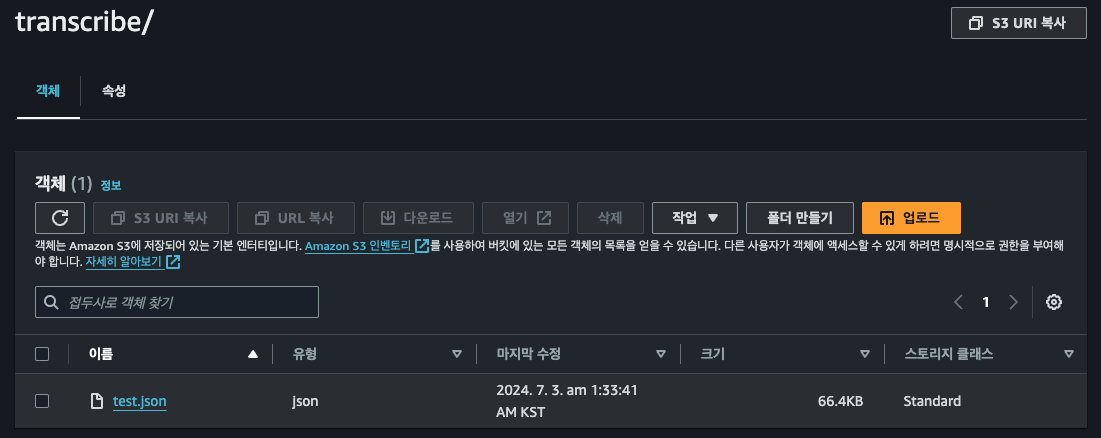 transcribe/
S3 URI 복사
객체
속성
객체 (1) 정보
S3 URI 복사
URL 복사
다운로드
열기
삭제
작업
폴더 만들기
업로드
객체는 Amazon S3에 저장되어 있는 기본 엔터티입니다. Amazon S3 인벤토리를 사용하여 버킷에 있는 모든 객체의 목록을 얻을 수 있습니다. 다른 사용자가 객체에 액세스할 수 있게 하려면 명시적으로 권한을 부여해
야 합니다. 자세히 알아보기
접두사로 객체 찾기
1
이름
유형
마지막 수정
크기
스토리지 클래스
test.json
json
2024. 7. 3. am 1:33:41
AM KST
66.4KB
Standard